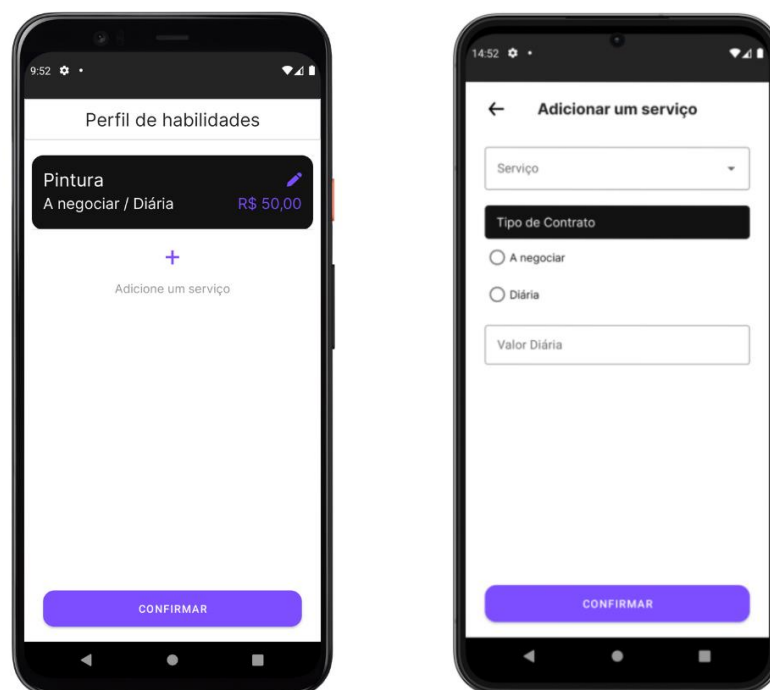 9:52
Perfil de habilidades
Pintura
A negociar / Diária R$ 50,00
+
Adicione um serviço
CONFIRMAR
14:52
Adicionar um serviço
Serviço
Tipo de Contrato
A negociar
Diária
Valor Diária
CONFIRMAR